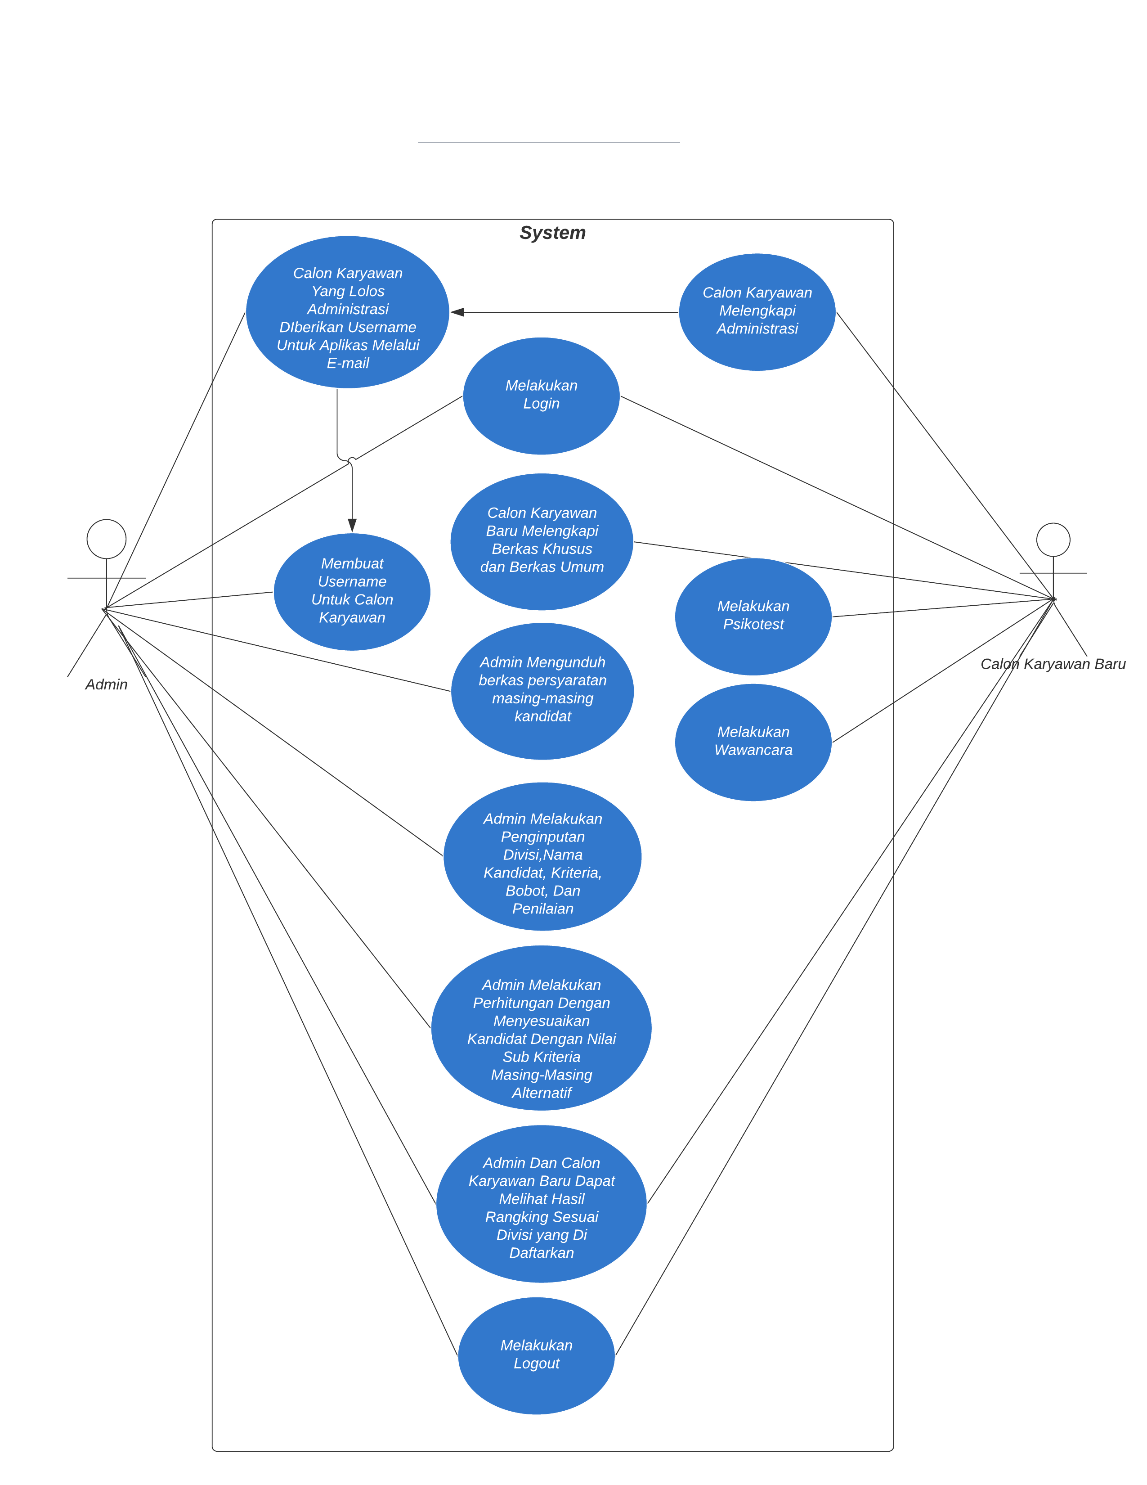 System
Calon Karyawan
Yang Lolos
Administrasi
DIberikan Username
Untuk Aplikas Melalui
E-mail
Calon Karyawan
Melengkapi
Administrasi
Melakukan
Login
Calon Karyawan
Baru Melengkapi
Berkas Khusus
dan Berkas Umum
Membuat
Username
Untuk Calon
Karyawan
Melakukan
Psikotest
Admin
Calon Karyawan Baru
Admin Mengunduh
berkas persyaratan
masing-masing
kandidat
Melakukan
Wawancara
Admin Melakukan
Penginputan
Divisi,Nama
Kandidat, Kriteria,
Bobot, Dan
Penilaian
Admin Melakukan
Perhitungan Dengan
Menyesuaikan
Kandidat Dengan Nilai
Sub Kriteria
Masing-Masing
Alternatif
Admin Dan Calon
Karyawan Baru Dapat
Melihat Hasil
Rangking Sesuai
Divisi yang Di
Daftarkan
Melakukan
Logout